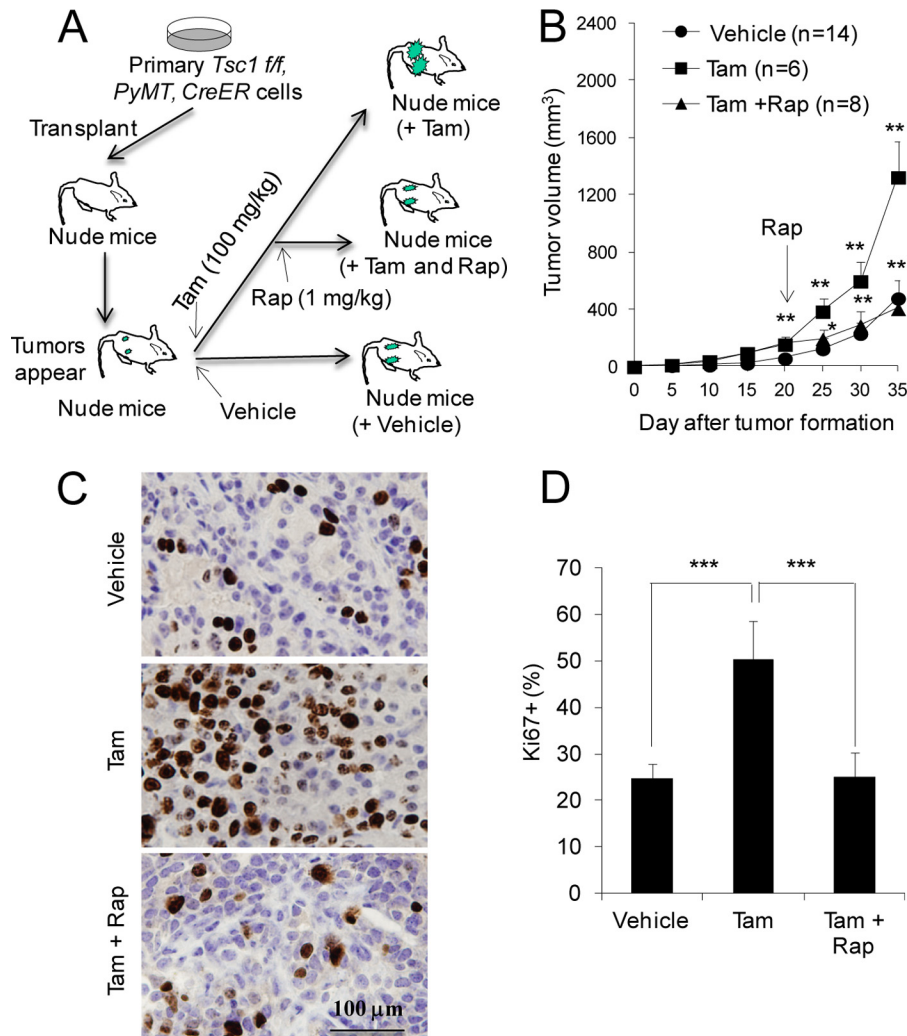 A
Primary Tsc1 f/f,
PyMT, CreER cells
Transplant
Nude mice
Tumors
appear
Nude mice
Tam (100 mg/kg)
Vehicle
Rap (1 mg/kg)
Nude mice
(+ Tam)
Nude mice
(+ Tam and Rap)
Nude mice
(+ Vehicle)
B
Vehicle (n=14)
Tam (n=6)
Tam +Rap (n=8)
Tumor volume (mm³)
2400
2000
1600
1200
800
400
0
Rap
**
**
*
**
**
**
**
0 5 10 15 20 25 30 35
Day after tumor formation
C
Vehicle
Tam
Tam + Rap
100 μm
D
Ki67+ (%)
70
60
50
40
30
20
10
0
*** ***
Vehicle Tam Tam +
Rap